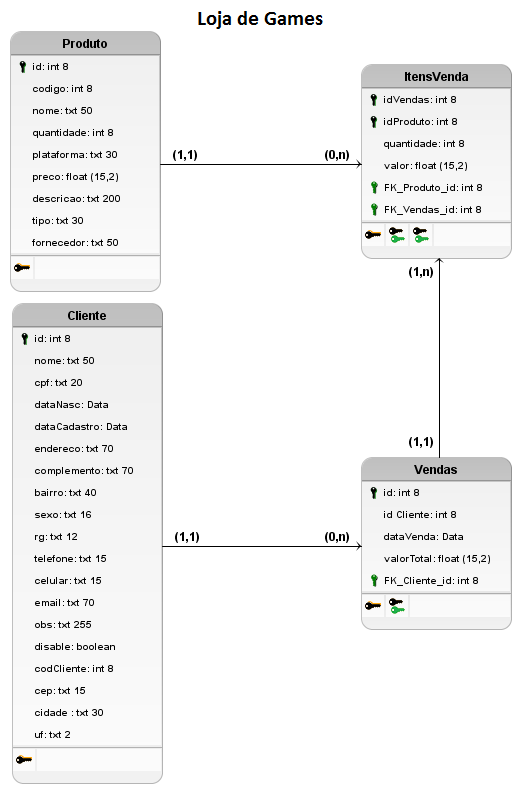 Loja de Games
Produto
id: int 8
codigo: int 8
nome: txt 50
quantidade: int 8
plataforma: txt 30
preco: float (15,2)
descricao: txt 200
tipo: txt 30
fornecedor: txt 50
(1,1)
(0,n)
ItensVenda
idVendas: int 8
idProduto: int 8
quantidade: int 8
valor: float (15,2)
FK_Produto_id: int 8
FK_Vendas_id: int 8
(1,n)
(1,1)
Cliente
id: int 8
nome: txt 50
cpf: txt 20
dataNasc: Data
dataCadastro: Data
endereco: txt 70
complemento: txt 70
bairro: txt 40
sexo: txt 16
rg: txt 12
telefone: txt 15
celular: txt 15
email: txt 70
obs: txt 255
disable: boolean
codCliente: int 8
cep: txt 15
cidade : txt 30
uf: txt 2
(1,1)
(0,n)
Vendas
id: int 8
id Cliente: int 8
dataVenda: Data
valorTotal: float (15,2)
FK_Cliente_id: int 8